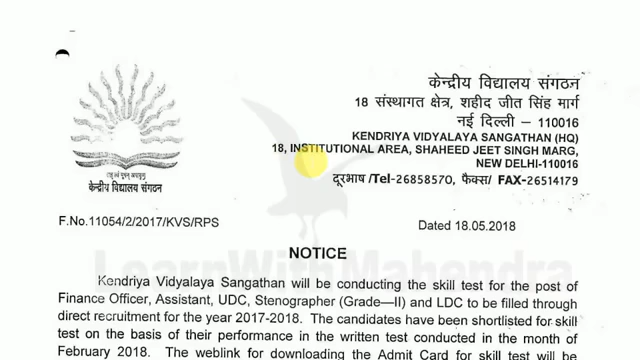 केन्द्रीय विद्यालय संगठन
18 संस्थागत क्षेत्र, शहीद जीत सिंह मार्ग
नई दिल्ली – 110016
KENDRIYA VIDYALAYA SANGATHAN (HQ)
18, INSTITUTIONAL AREA, SHAHEED JEET SINGH MARG,
NEW DELHI-110016
दूरभाष /Tel-26858570, फैक्स/ FAX-26514179
केन्द्रीय विद्यालय संगठन
F.No.11054/2/2017/KVS/RPS
Dated 18.05.2018
NOTICE
LearnWithMahendra
Kendriya Vidyalaya Sangathan will be conducting the skill test for the post of
Finance Officer, Assistant, UDC, Stenographer (Grade—II) and LDC to be filled through
direct recruitment for the year 2017-2018. The candidates have been shortlisted for skill
test on the basis of their performance in the written test conducted in the month of
February 2018. The weblink for downloading the Admit Card for skill test will be